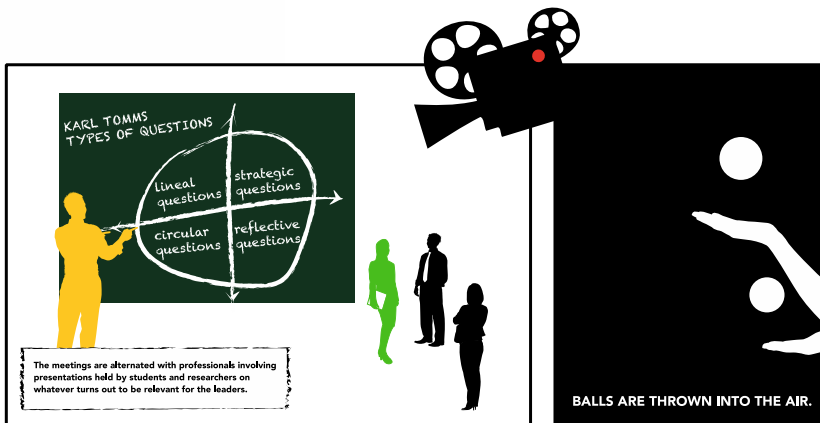 KARL TOMMS
TYPES OF QUESTIONS
lineal
questions
strategic
questions
circular
questions
reflective
questions
The meetings are alternated with professionals involving
presentations held by students and researchers on
whatever turns out to be relevant for the leaders.
BALLS ARE THROWN INTO THE AIR.